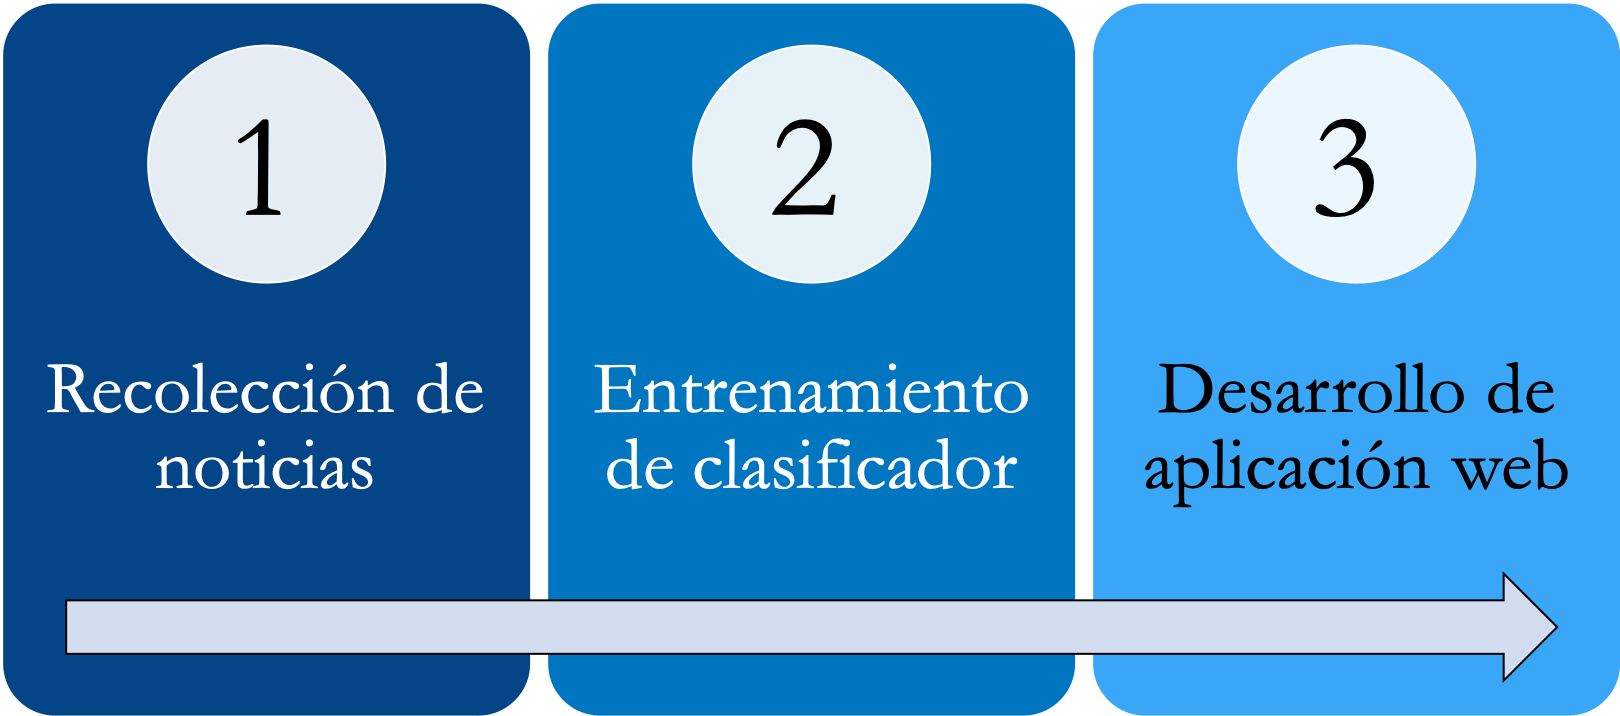 1
Recolección de
noticias
2
Entrenamiento
de clasificador
3
Desarrollo de
aplicación web